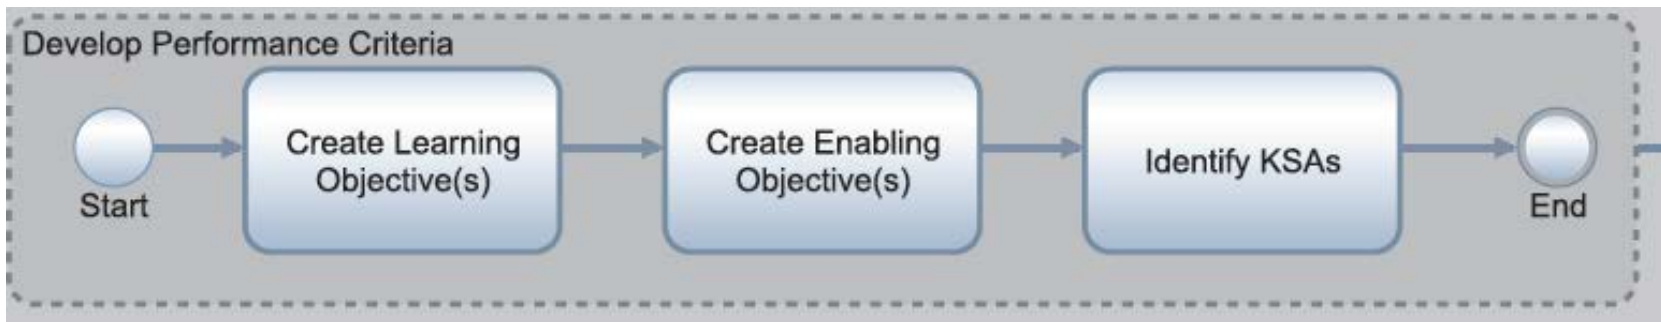 Develop Performance Criteria
Start
Create Learning
Objective(s)
Create Enabling
Objective(s)
Identify KSAs
End